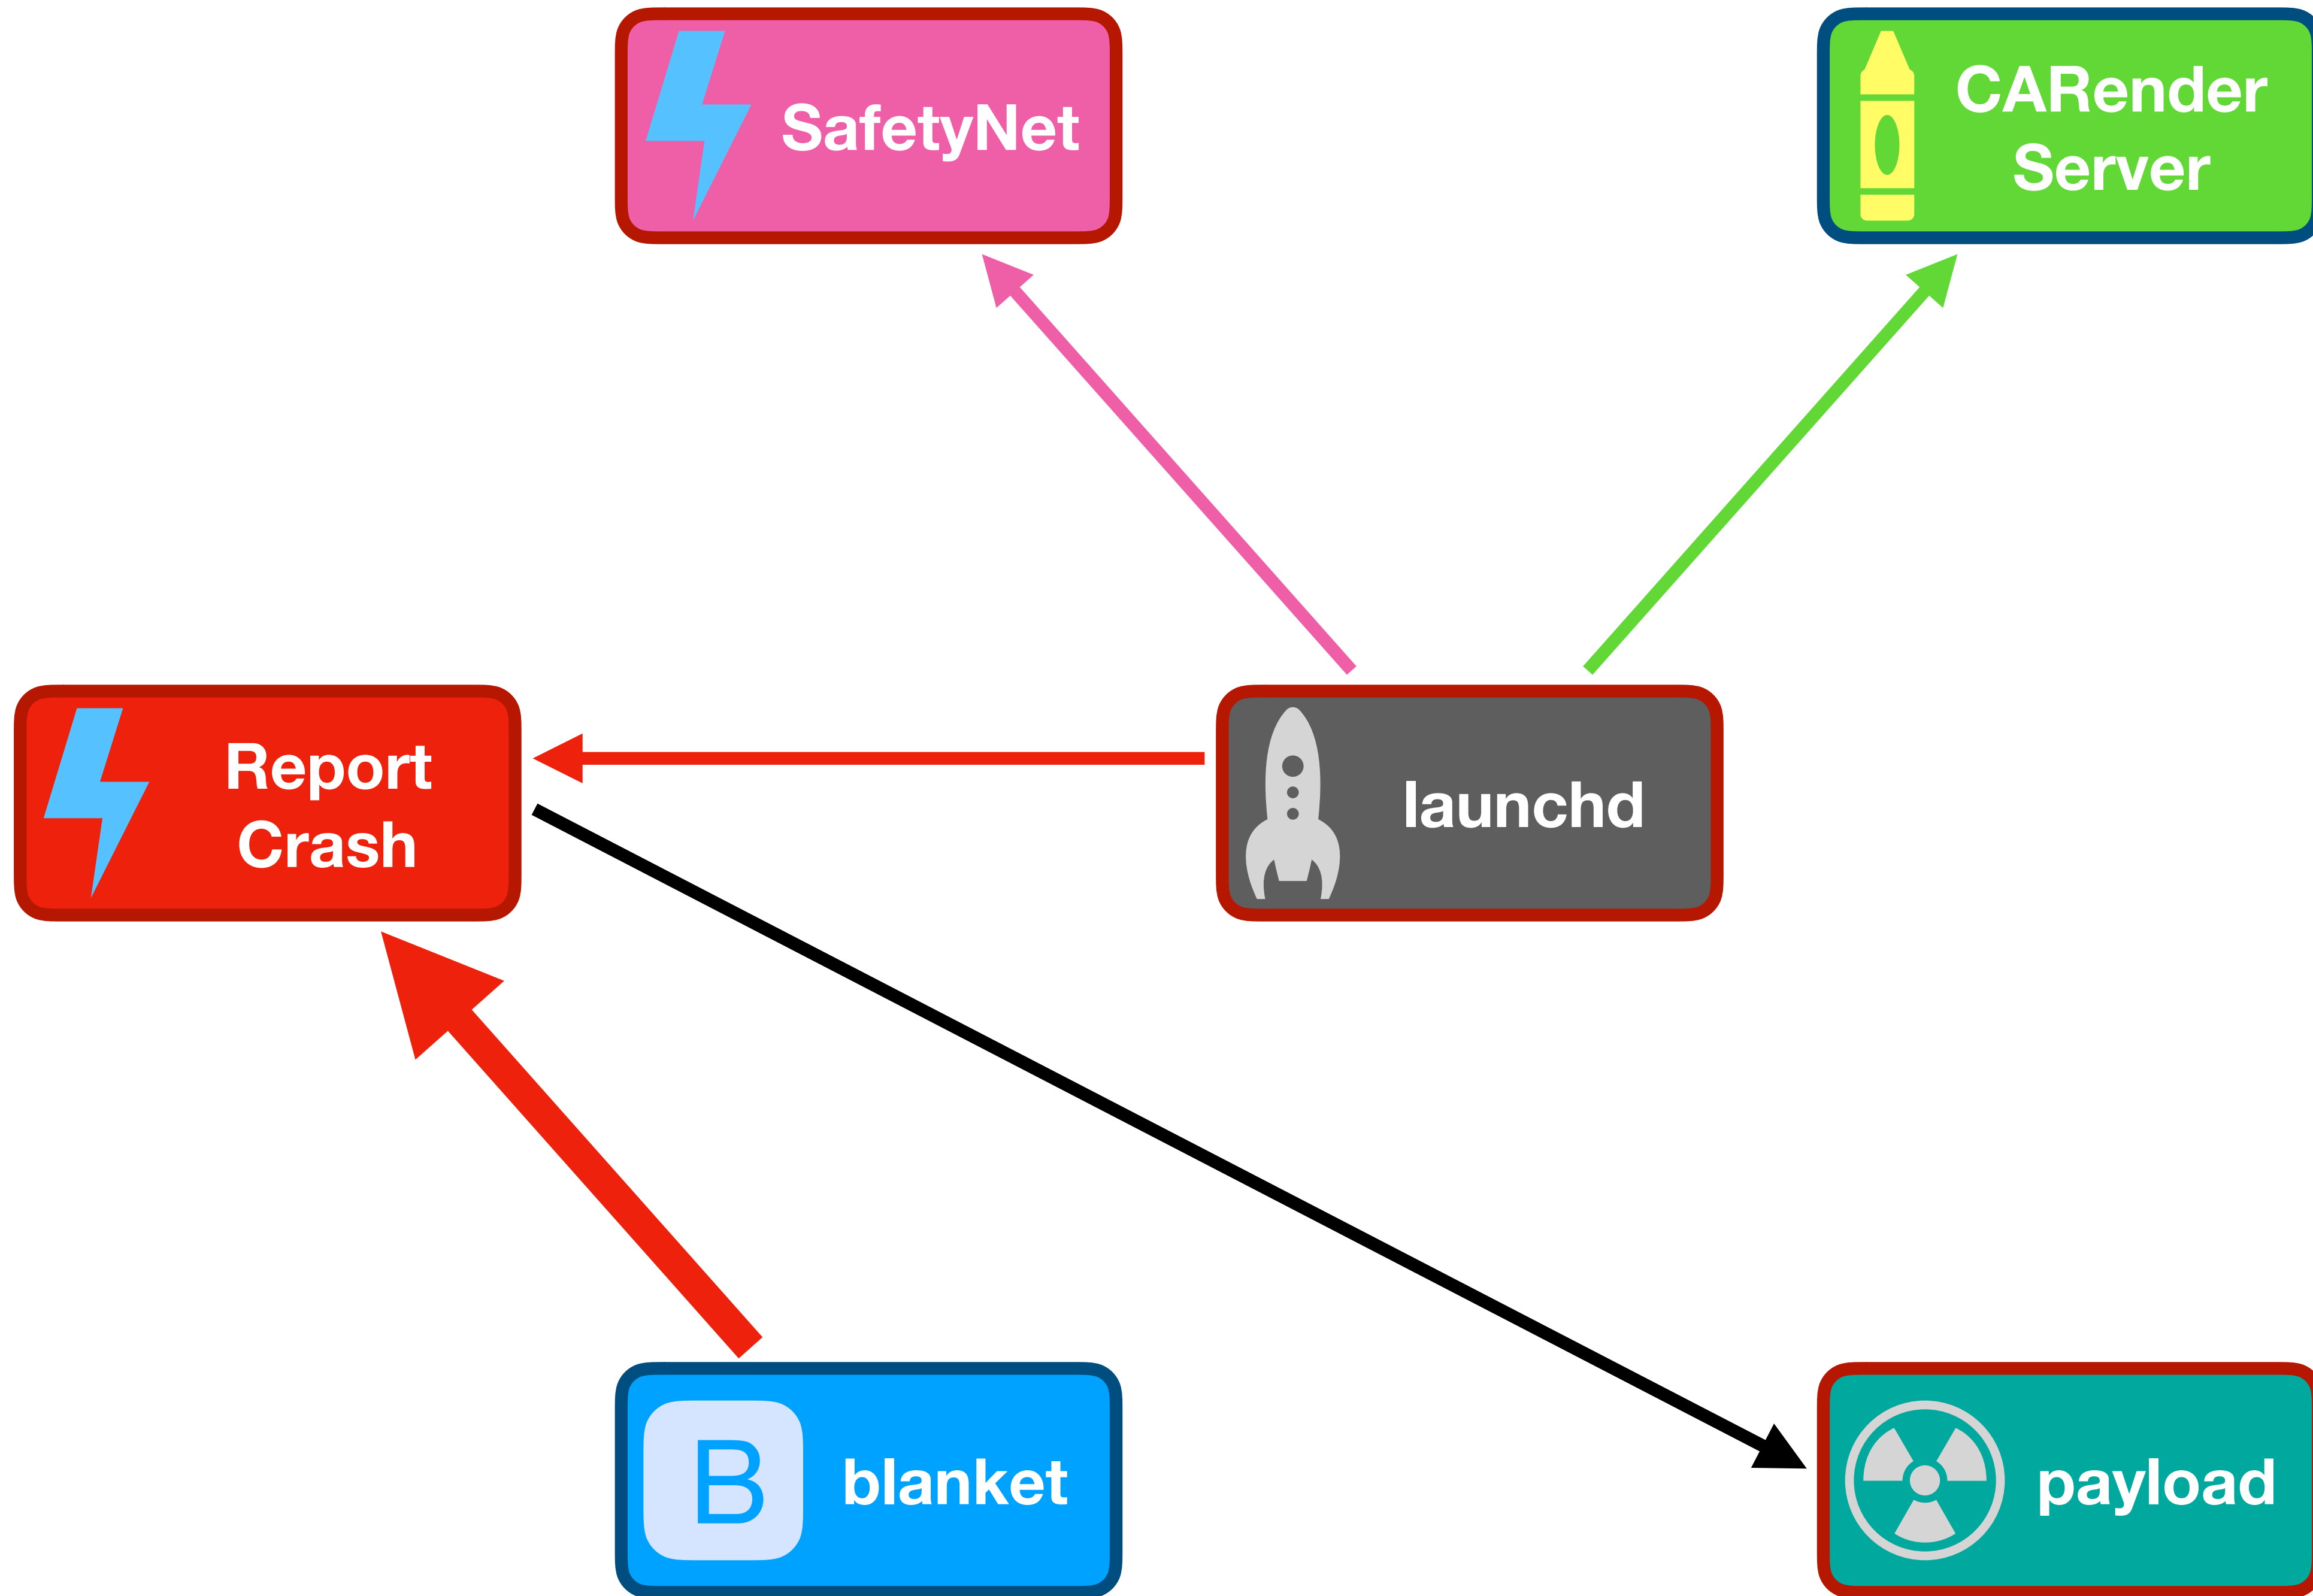 SafetyNet
CARender
Server
Report
Crash
launchd
B
blanket
payload